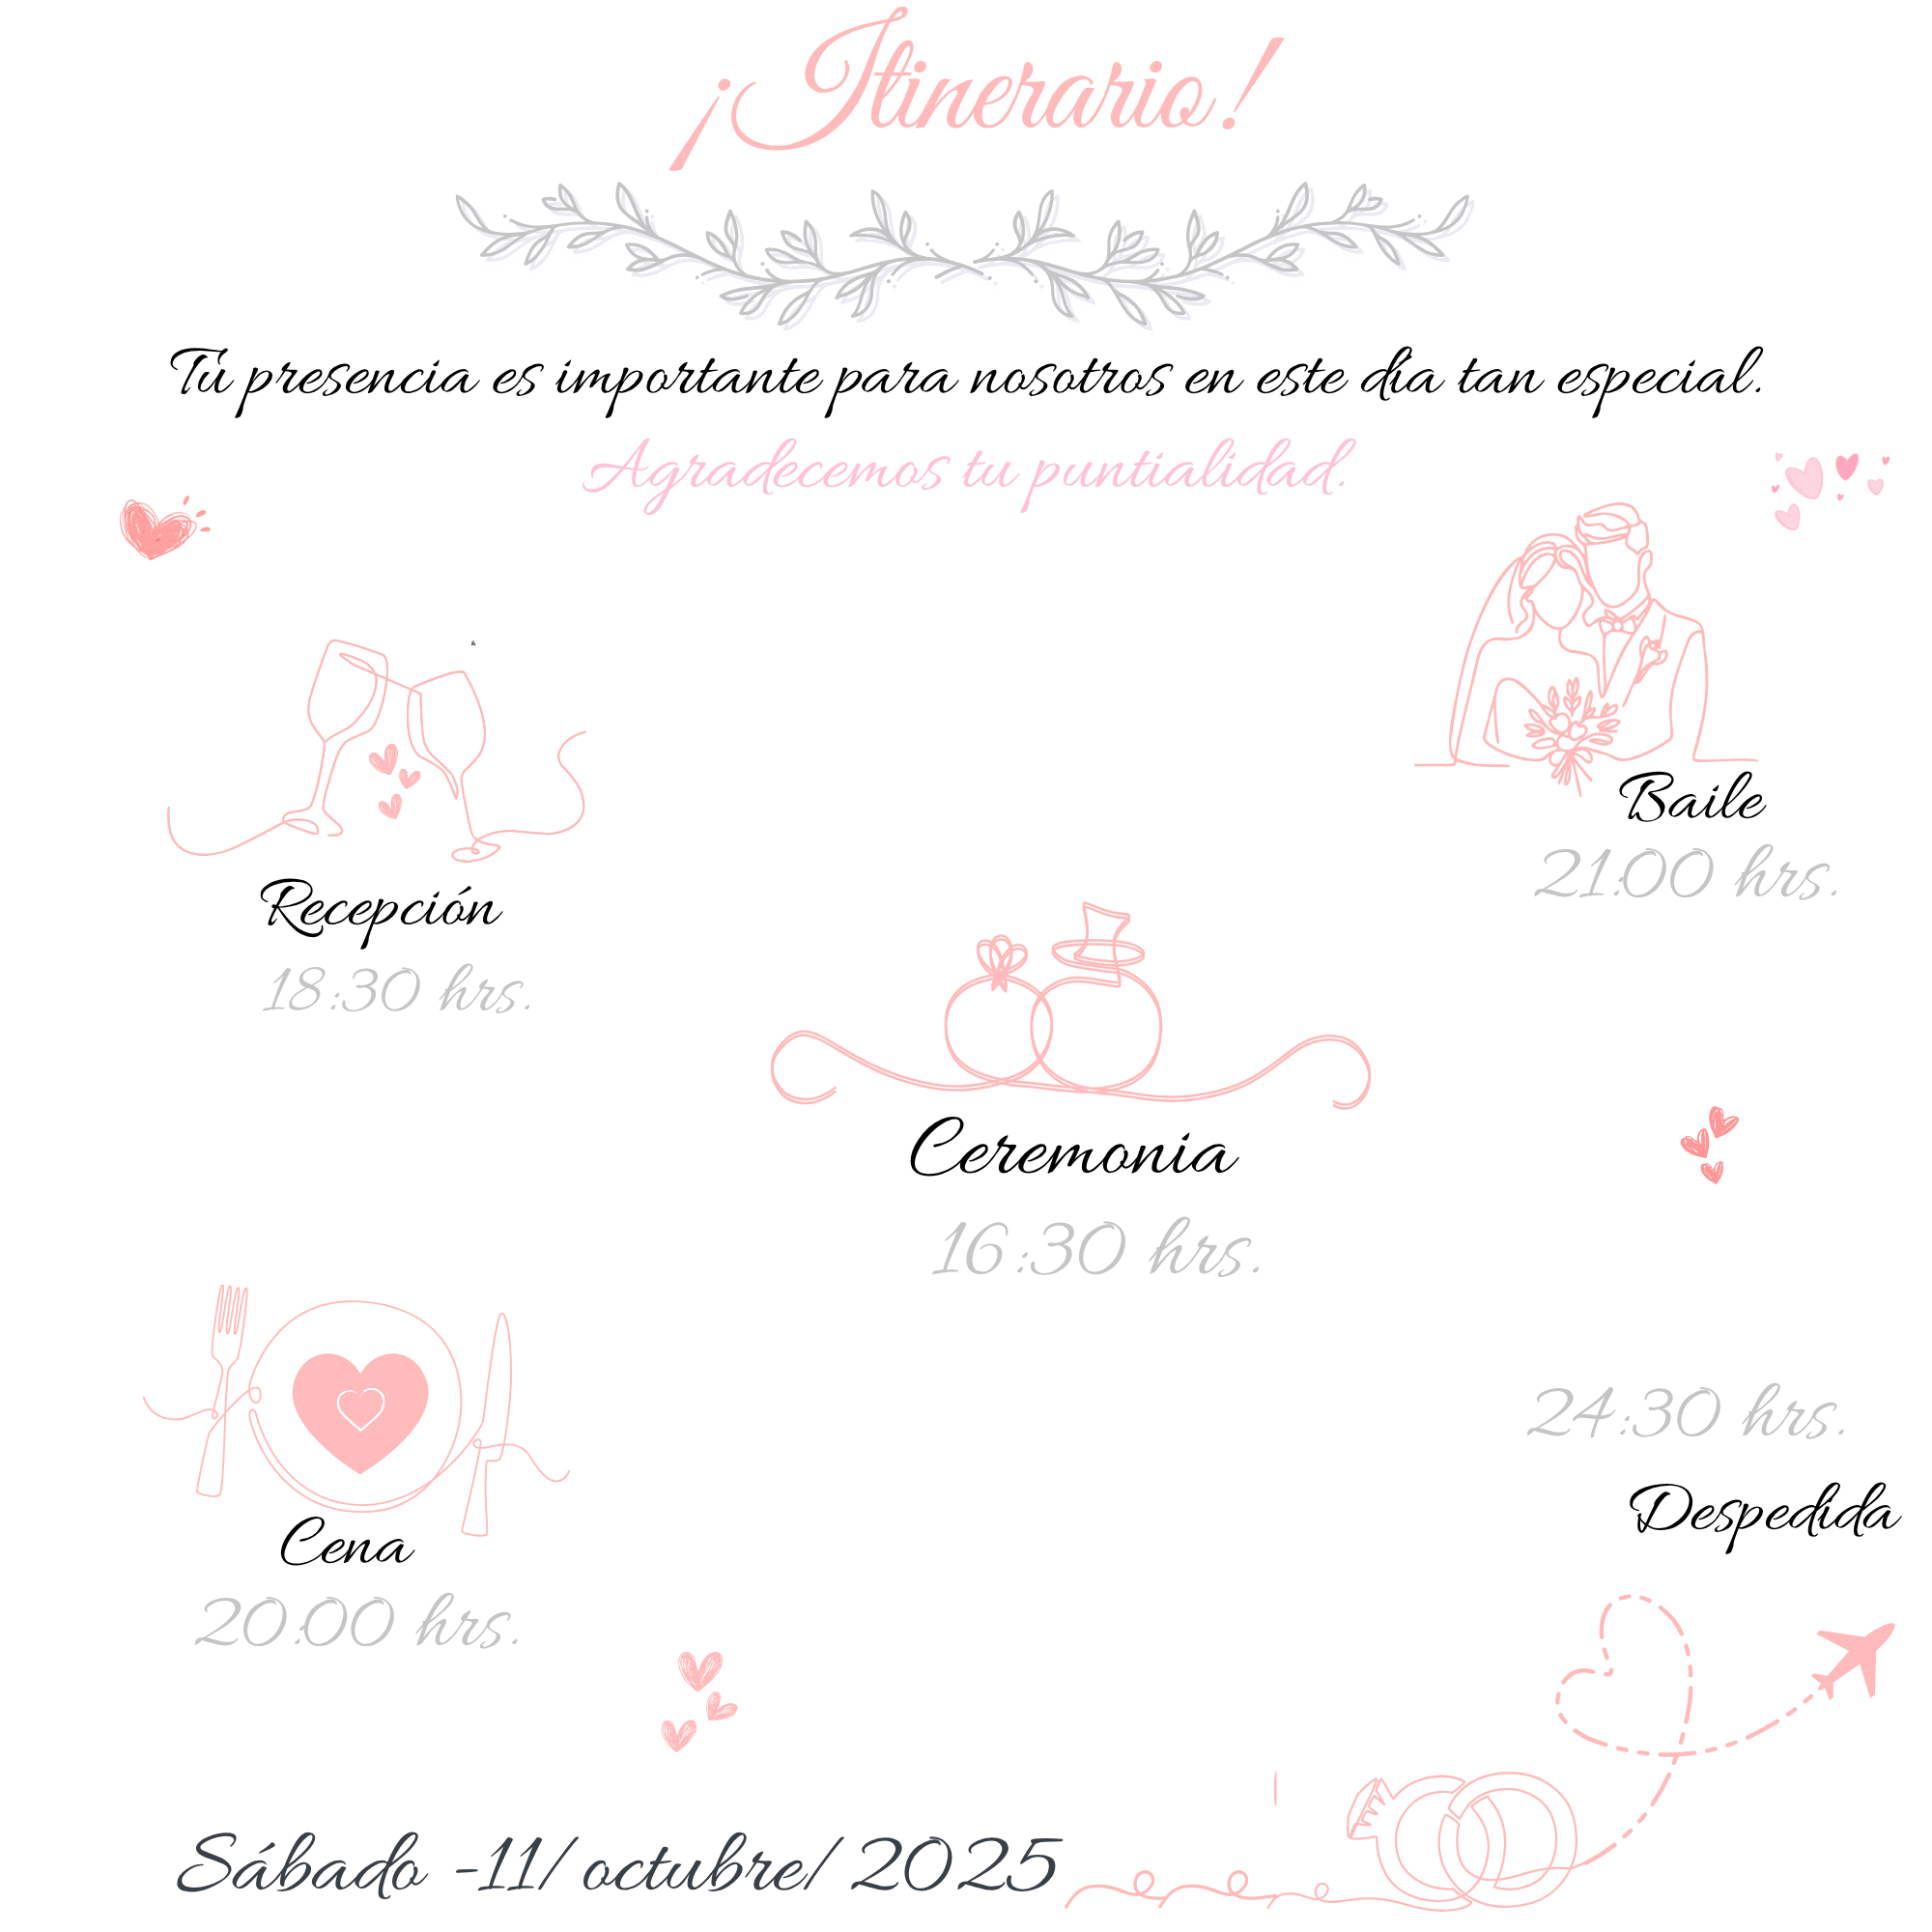 ¡Itinerario!
Tu presencia es importante para nosotros en este día tan especial.
Agradecemos tu puntialidad.
Baile
21:00 hrs.
Recepción
18:30 hrs.
Ceremonia
16:30 hrs.
24:30 hrs.
Despedida
Cena
20:00 hrs.
Sábado -11/ octubre/ 2025